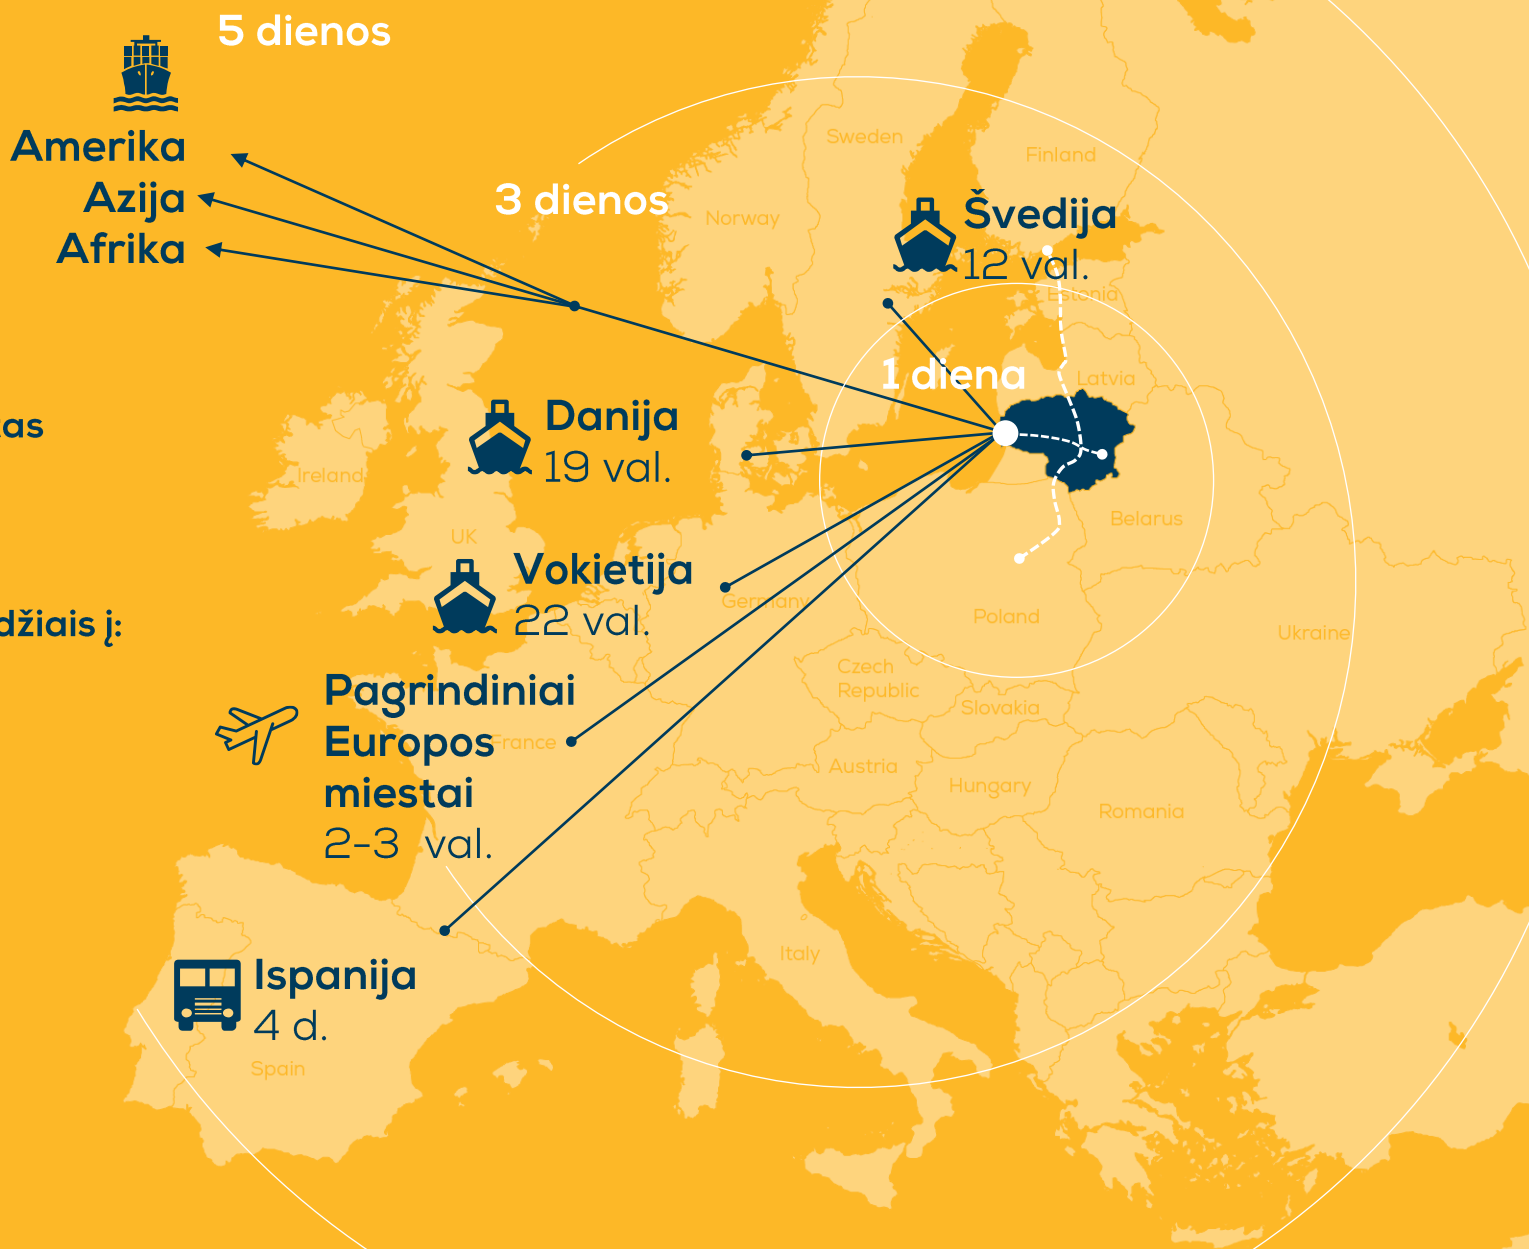 5 dienos
Amerika
Azija
Afrika
3 dienos
Sweden
Finland
Norway
Švedija
12 val.
Estonia
1 diena
Latvia
Danija
19 val.
Ireland
UK
Belarus
Vokietija
22 val.
Germany
Poland
Ukraine
džiais į:
Czech
Republic
Slovakia
Pagrindiniai
Europos
miestai
2-3 val.
France
Austria
Hungary
Romania
Italy
Ispanija
4 d.
Spain